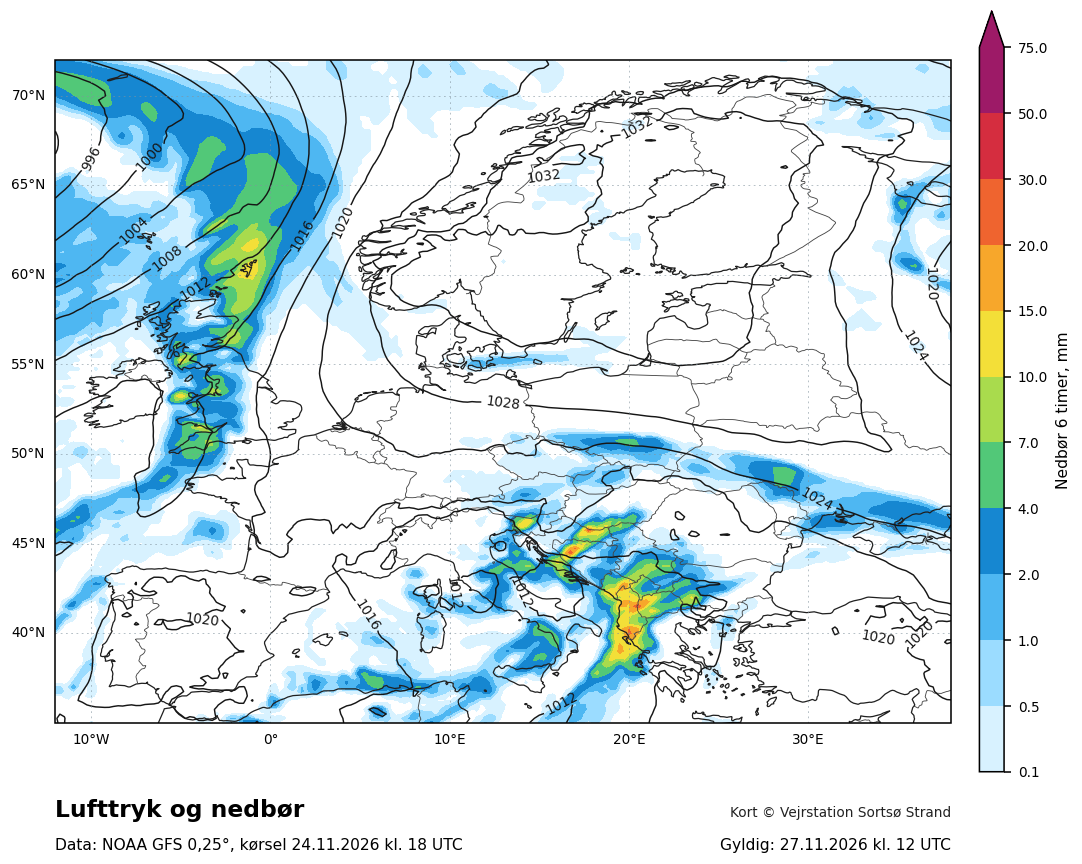 75.0
50.0
30.0
20.0
15.0
10.0
7.0
4.0
2.0
1.0
0.5
0.1
Nedbør 6 timer, mm
70°N
65°N
60°N
55°N
50°N
45°N
40°N
10°W
0°
10°E
20°E
30°E
996
1000
1004
1008
1012
1016
1020
1032
1032
1020
1024
1028
1024
1012
1012
1016
1020
1020
1020
1012
Lufttryk og nedbør
Kort © Vejrstation Sortsø Strand
Data: NOAA GFS 0,25°, kørsel 24.11.2026 kl. 18 UTC
Gyldig: 27.11.2026 kl. 12 UTC